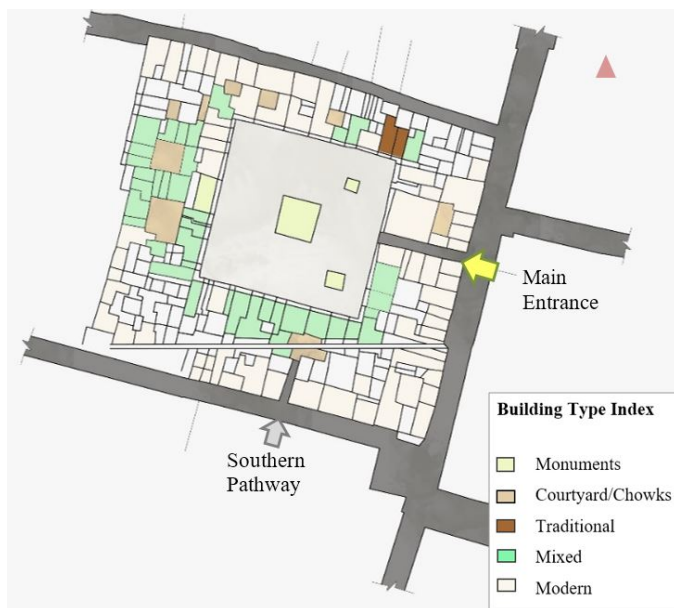 Main
Entrance
Southern
Pathway
Building Type Index
Monuments
Courtyard/Chowks
Traditional
Mixed
Modern